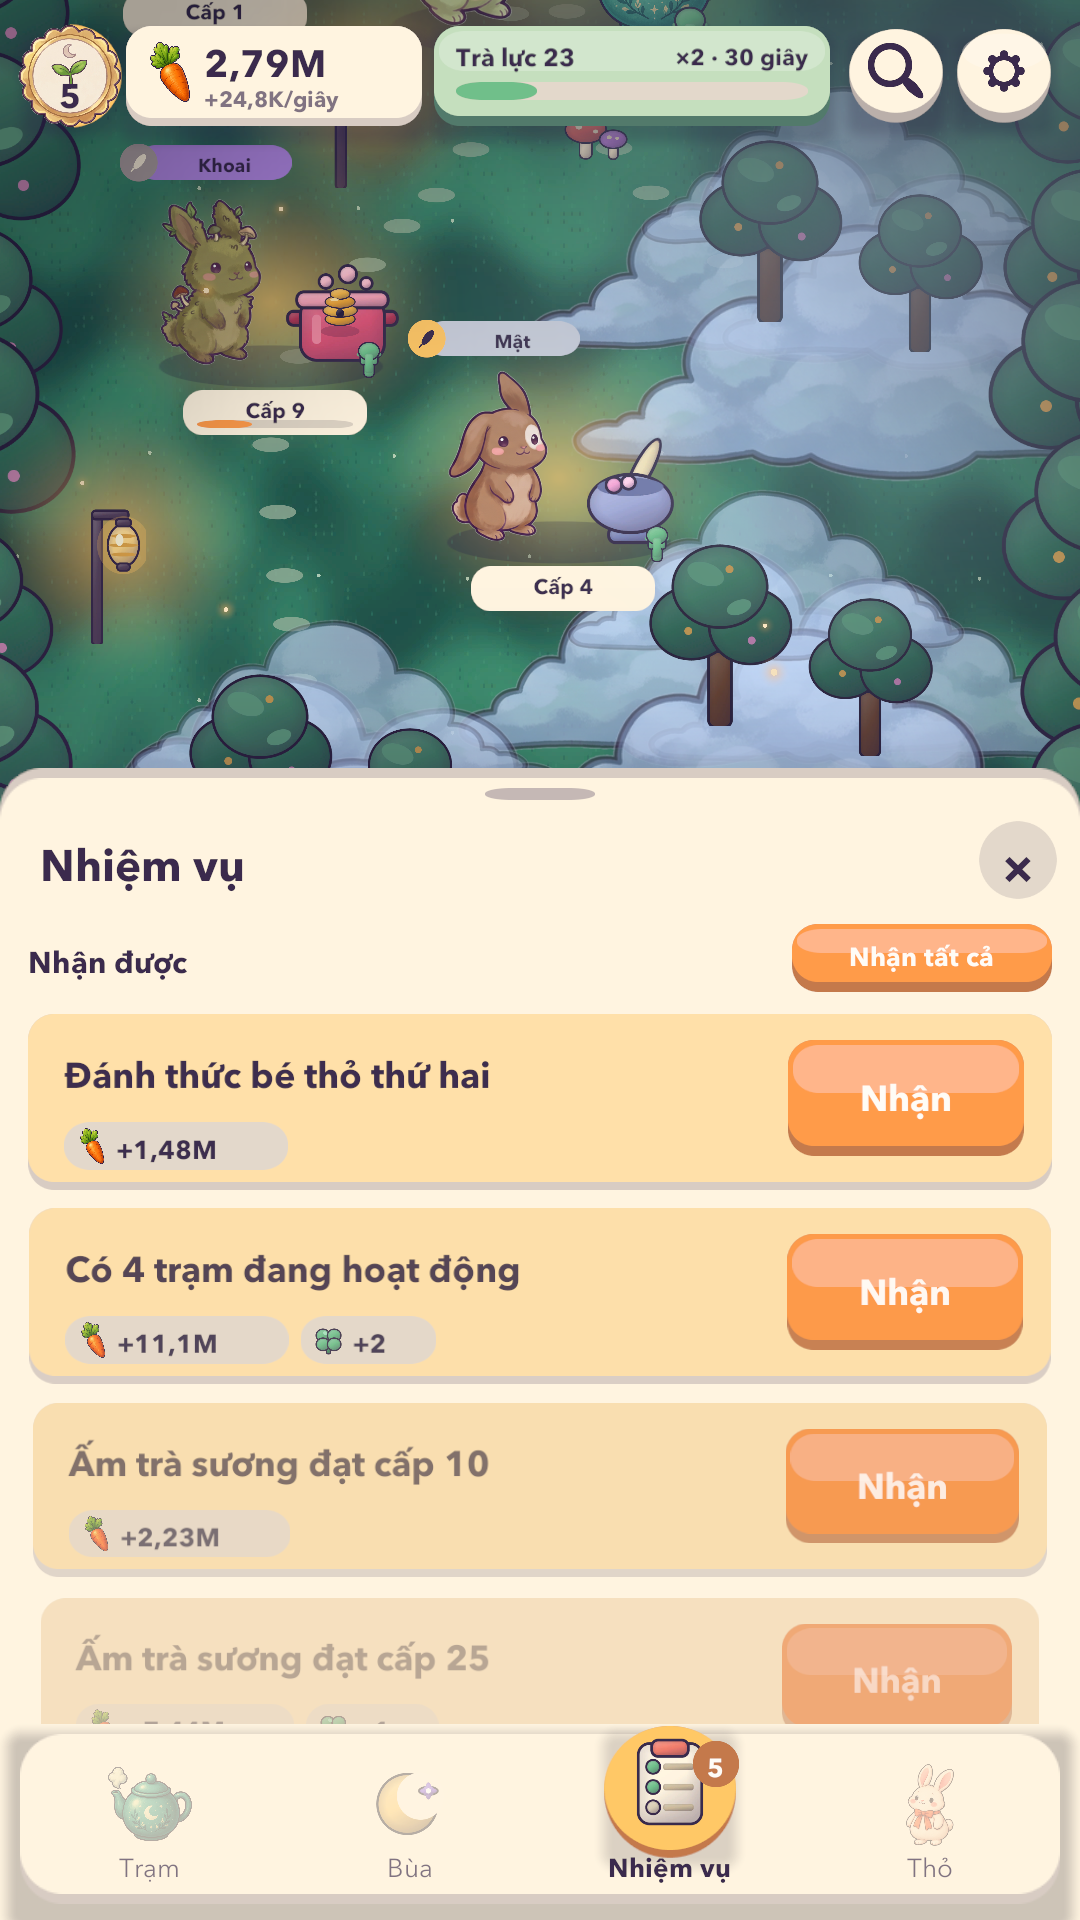 Cấp 1
5
2,79M
+24,8K/giây
Trà lực 23
×2 · 30 giây
Khoai
Cấp 9
Mật
Cấp 4
Nhiệm vụ
×
Nhận được
Nhận tất cả
Đánh thức bé thỏ thứ hai
+1,48M
Nhận
Có 4 trạm đang hoạt động
+11,1M
+2
Nhận
Ấm trà sương đạt cấp 10
+2,23M
Nhận
Ấm trà sương đạt cấp 25
Nhận
Trạm
Bùa
5
Nhiệm vụ
Thỏ